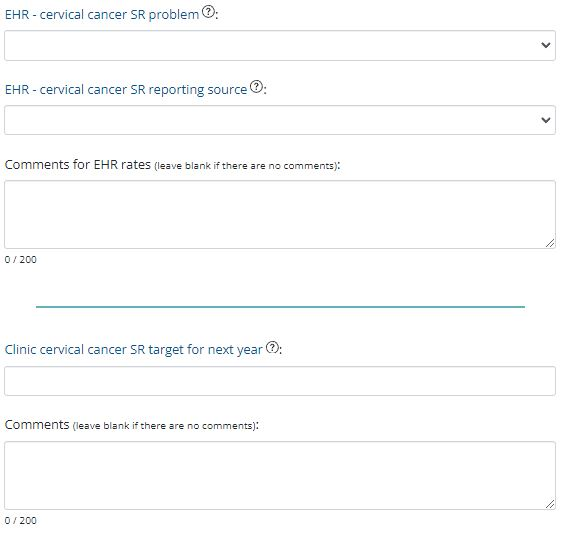 EHR - cervical cancer SR problem ?:
EHR - cervical cancer SR reporting source ?:
Comments for EHR rates (leave blank if there are no comments):
0 / 200
Clinic cervical cancer SR target for next year ?:
Comments (leave blank if there are no comments):
0 / 200